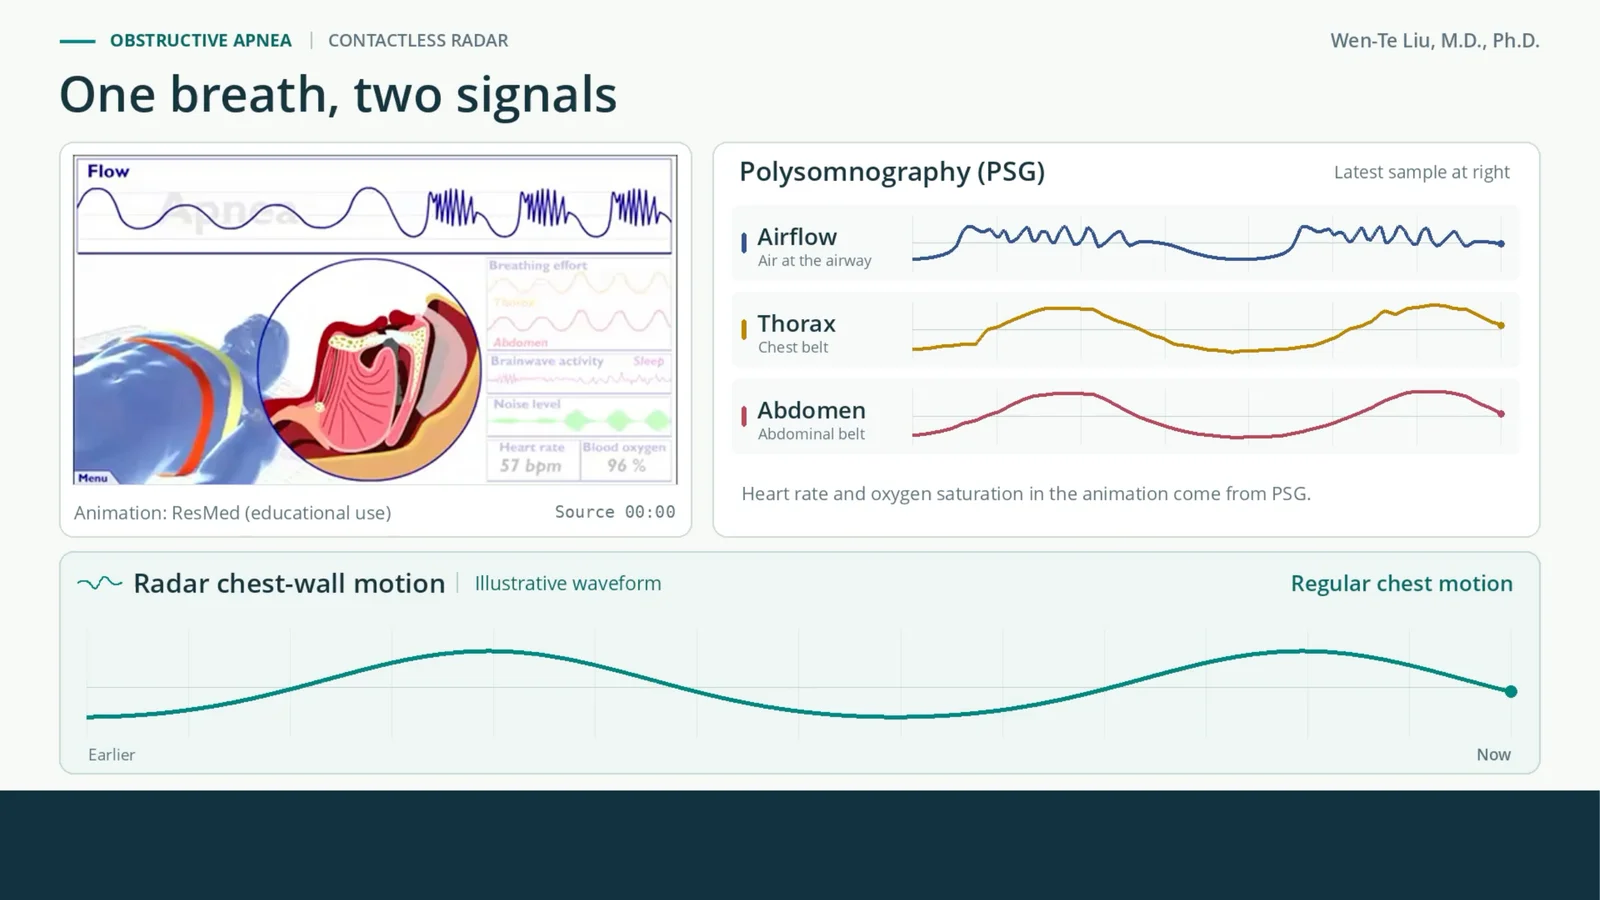 OBSTRUCTIVE APNEA | CONTACTLESS RADAR
Wen-Te Liu, M.D., Ph.D.
One breath, two signals
Flow
Apnea
Breathing effort
Thorax
Abdomen
Brainwave activity Sleep
Noise level
Heart rate Blood oxygen
57 bpm 96 %
Menu
Animation: ResMed (educational use)
Source 00:00
Polysomnography (PSG)
Latest sample at right
Airflow
Air at the airway
Thorax
Chest belt
Abdomen
Abdominal belt
Heart rate and oxygen saturation in the animation come from PSG.
Radar chest-wall motion | Illustrative waveform
Regular chest motion
Earlier
Now